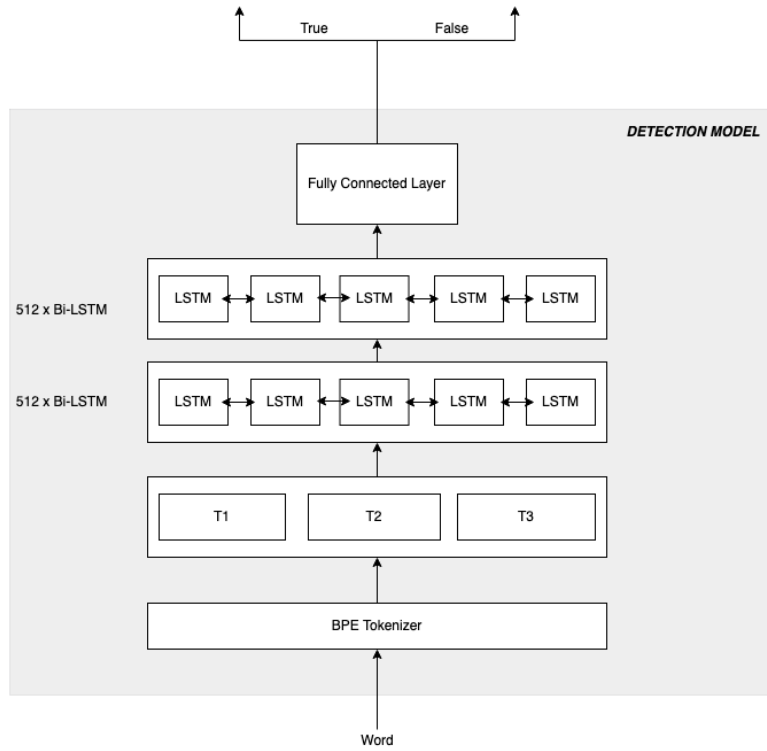 True
False
DETECTION MODEL
Fully Connected Layer
512 x Bi-LSTM
LSTM
LSTM
LSTM
LSTM
LSTM
512 x Bi-LSTM
LSTM
LSTM
LSTM
LSTM
LSTM
T1
T2
T3
BPE Tokenizer
Word